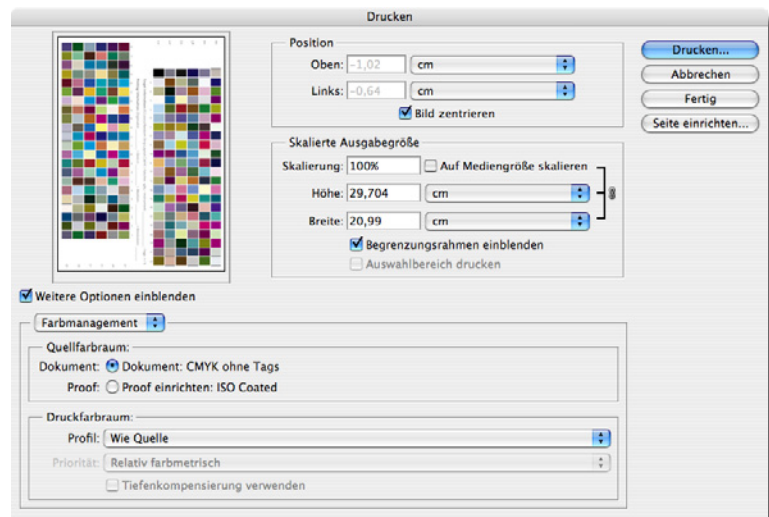 Drucken
Position
Oben: -1,02 cm
Links: -0,64 cm
Bild zentrieren
Drucken...
Abbrechen
Fertig
Seite einrichten...
Skalierte Ausgabegröße
Skalierung: 100% Auf Mediengröße skalieren
Höhe: 29,704 cm
Breite: 20,99 cm
Begrenzungsrahmen einblenden
Auswahlbereich drucken
Weitere Optionen einblenden
Farbmanagement
Quellfarbraum:
Dokument: Dokument: CMYK ohne Tags
Proof: Proof einrichten: ISO Coated
Druckfarbraum:
Profil: Wie Quelle
Priorität: Relativ farbmetrisch
Tiefenkompensierung verwenden